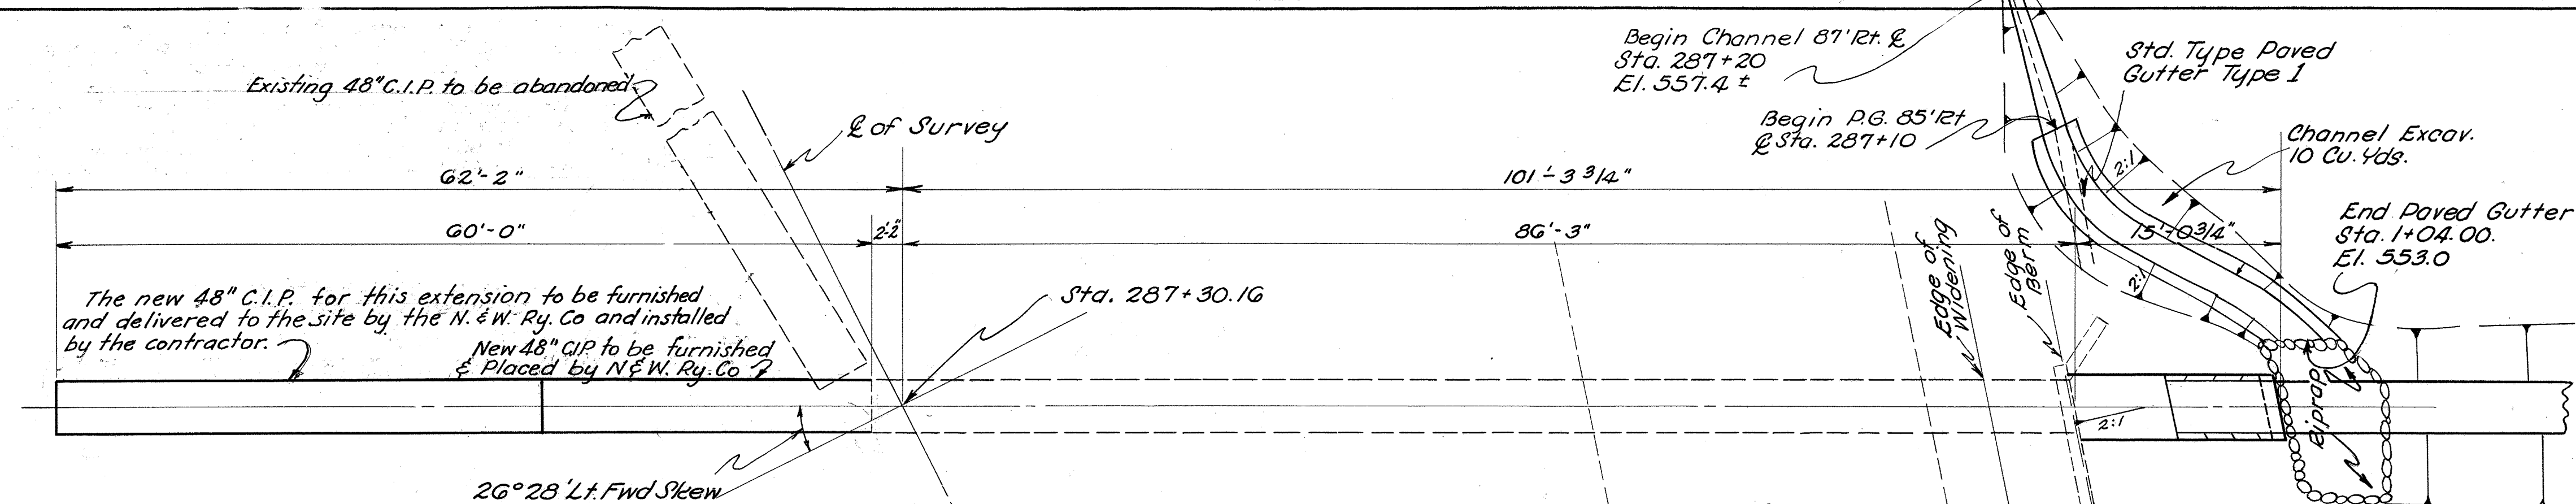 Begin Channel 87' Rt. ℄
Sta. 287+20
El. 557.4 ±
Std. Type Paved
Gutter Type 1
Existing 48" C.I.P. to be abandoned
℄ of Survey
Begin P.G. 85' Rt
℄ Sta. 287+10
Channel Excav.
10 Cu. Yds.
2:1
62'-2"
101'-3 3/4"
End Paved Gutter
Sta. 1+04.00.
El. 553.0
60'-0"
2'-2"
86'-3"
15'-0 3/4"
Edge of
Widening
Edge of
Berm
2:1
The new 48" C.I.P. for this extension to be furnished
and delivered to the site by the N. & W. Ry. Co and installed
by the contractor.
Sta. 287+30.16
New 48" CIP to be furnished
& Placed by N & W. Ry. Co
Riprap
2:1
26°28' Lt. Fwd Skew